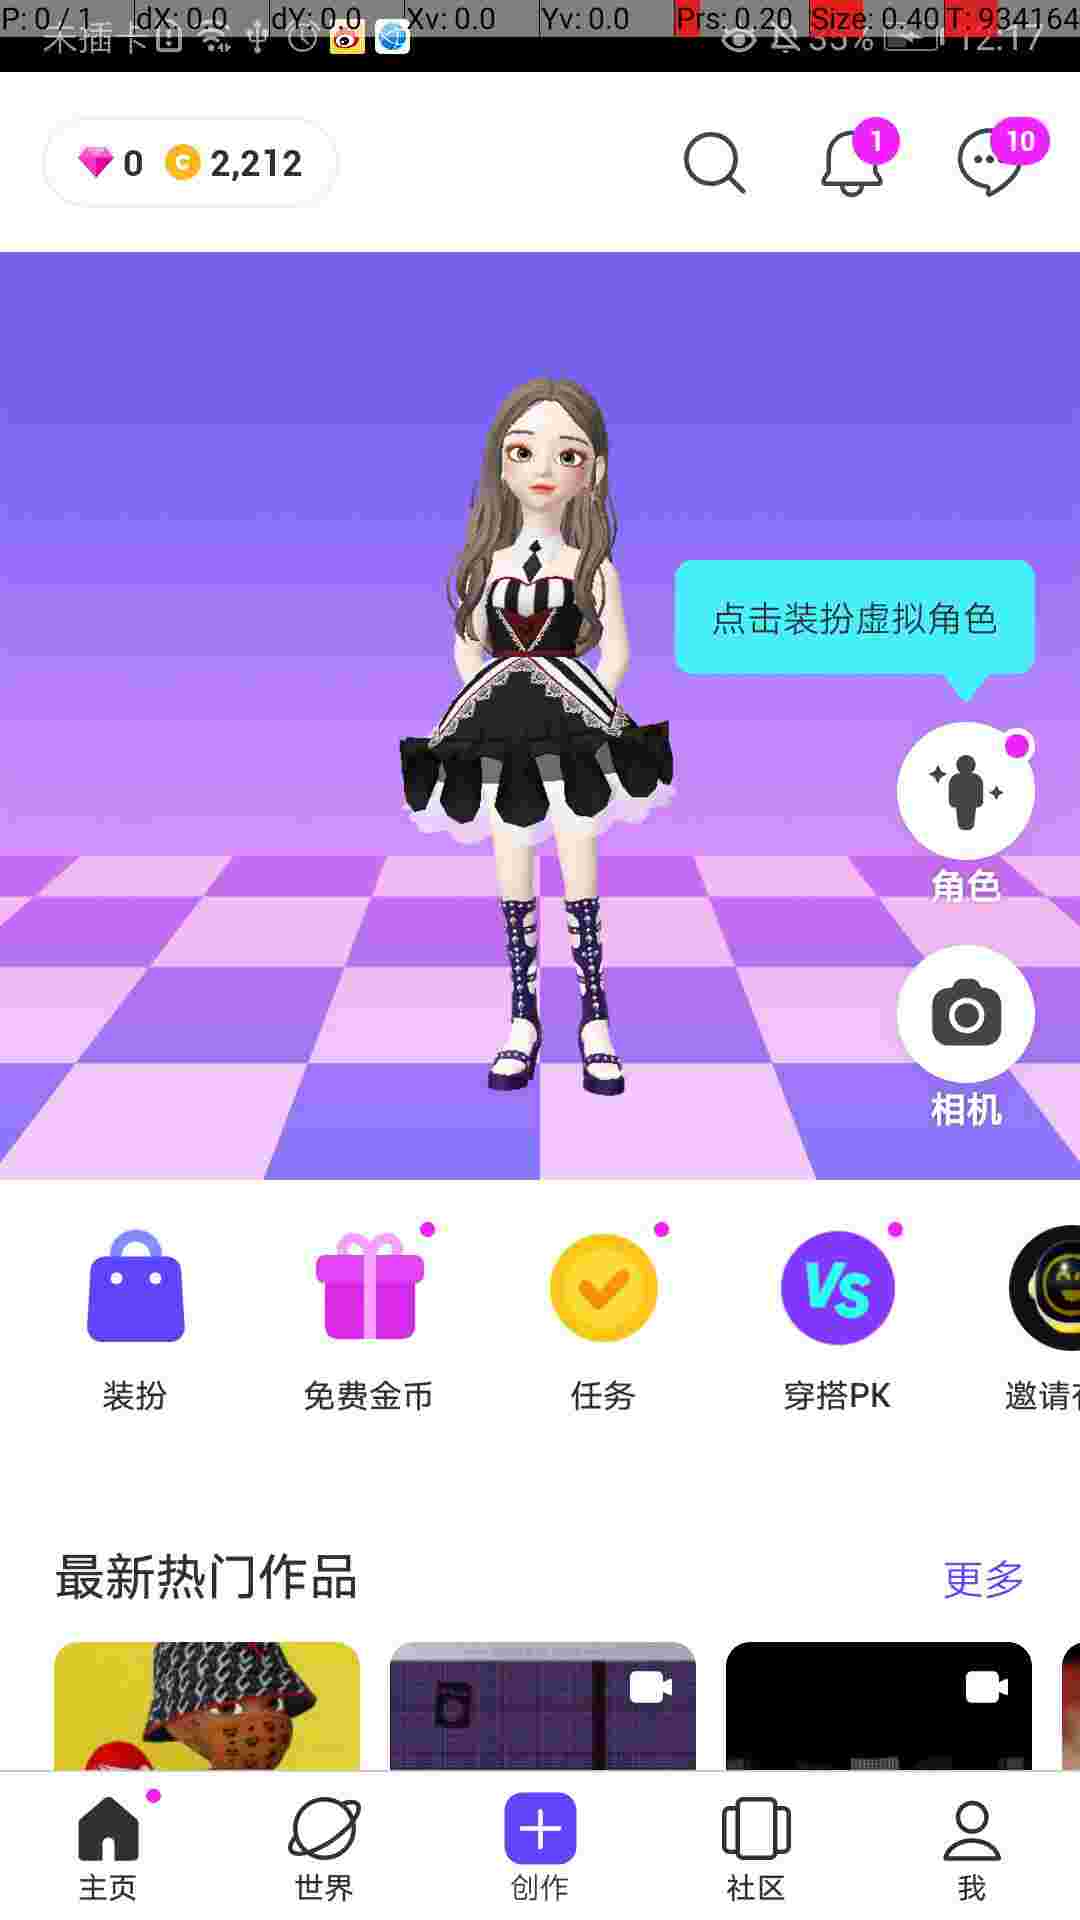 P: 0 / 1 dX: 0.0 dY: 0.0 Xv: 0.0 Yv: 0.0 Prs: 0.20 Size: 0.40 T: 934164
未插卡 35% 12:17
0 2,212 1 10
点击装扮虚拟角色
角色
相机
VS
装扮 免费金币 任务 穿搭PK 邀请
最新热门作品 更多
主页 世界 创作 社区 我